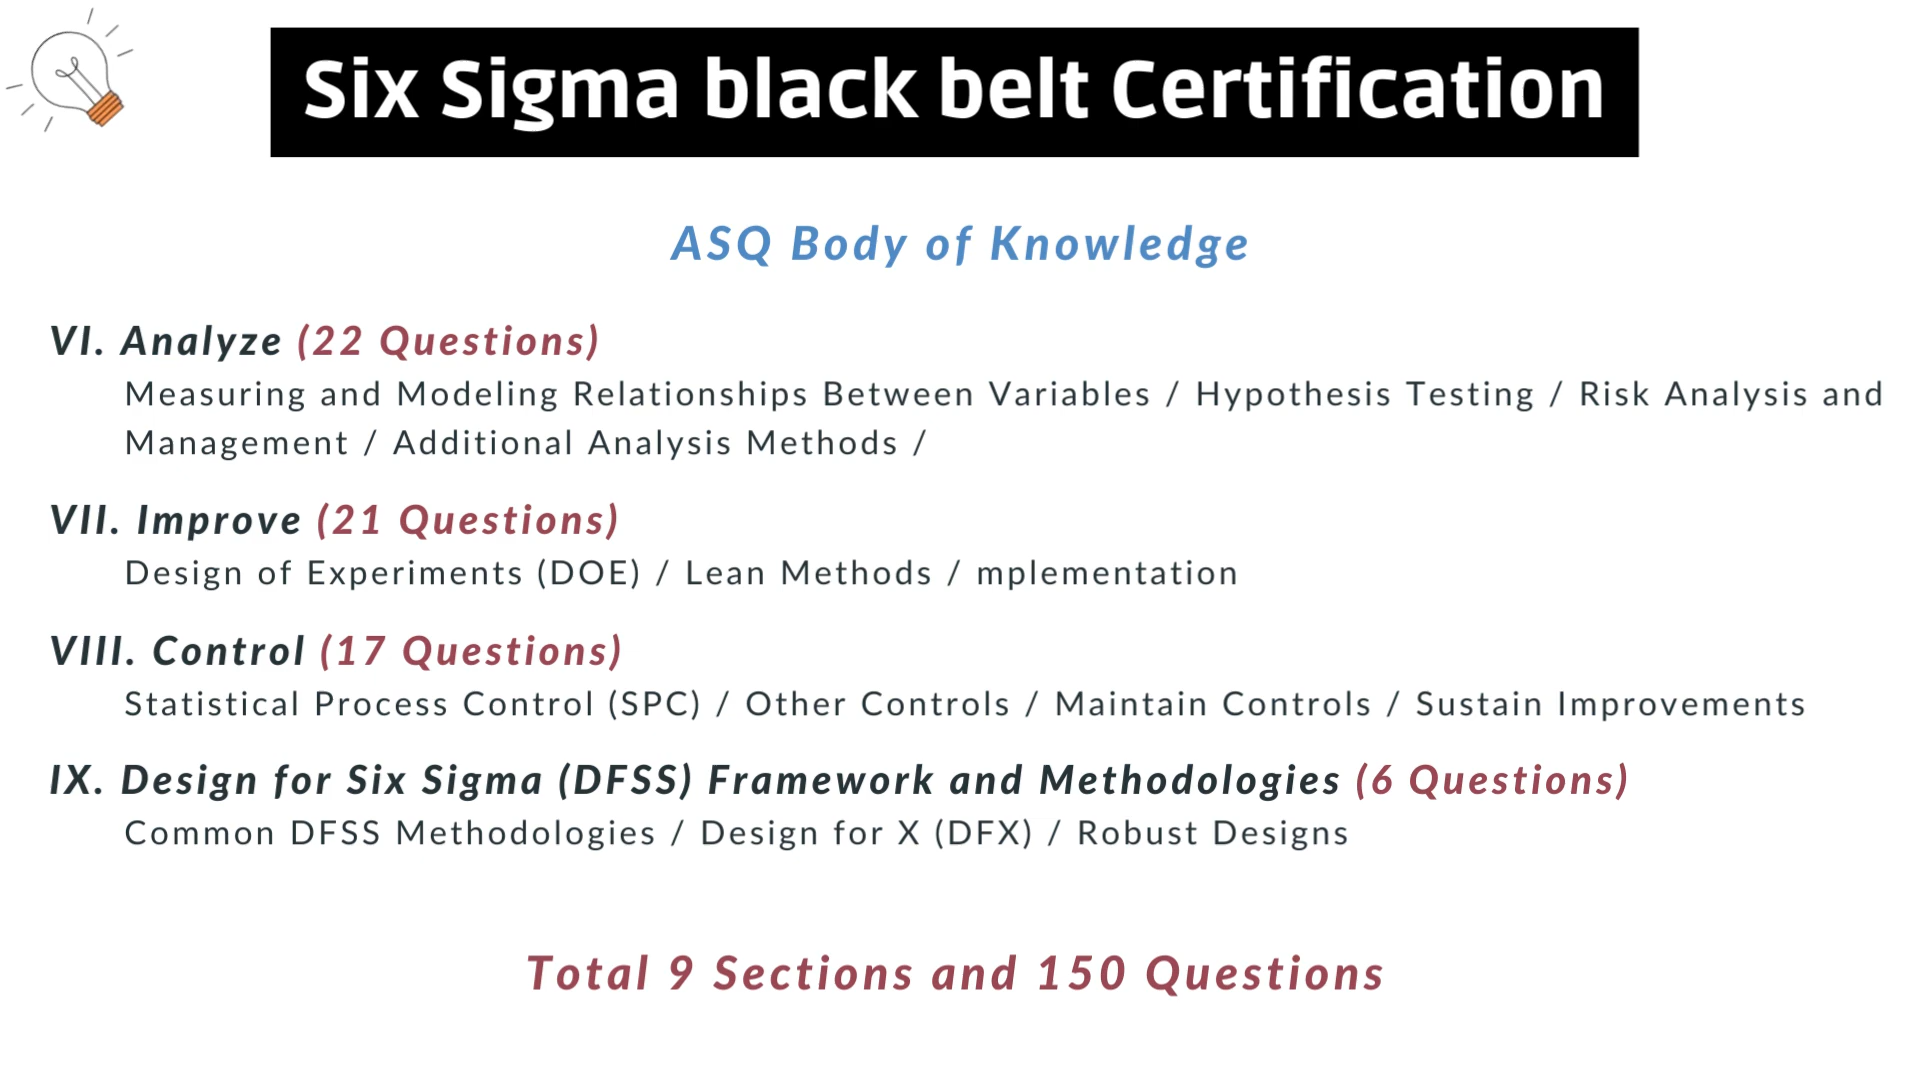 Six Sigma black belt Certification
ASQ Body of Knowledge
VI. Analyze (22 Questions)
Measuring and Modeling Relationships Between Variables / Hypothesis Testing / Risk Analysis and
Management / Additional Analysis Methods /
VII. Improve (21 Questions)
Design of Experiments (DOE) / Lean Methods / mplementation
VIII. Control (17 Questions)
Statistical Process Control (SPC) / Other Controls / Maintain Controls / Sustain Improvements
IX. Design for Six Sigma (DFSS) Framework and Methodologies (6 Questions)
Common DFSS Methodologies / Design for X (DFX) / Robust Designs
Total 9 Sections and 150 Questions